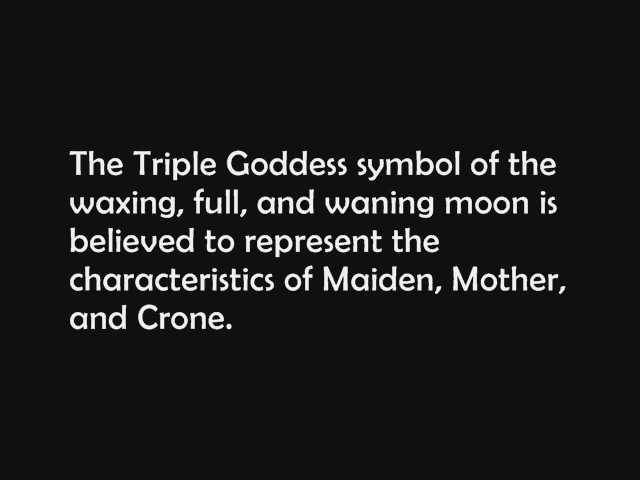 The Triple Goddess symbol of the
waxing, full, and waning moon is
believed to represent the
characteristics of Maiden, Mother,
and Crone.